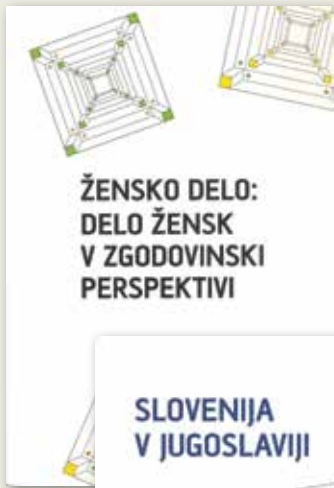 ŽENSKO DELO:
DELO ŽENSK
V ZGODOVINSKI
PERSPEKTIVI
SLOVENIJA
V JUGOSLAVIJI